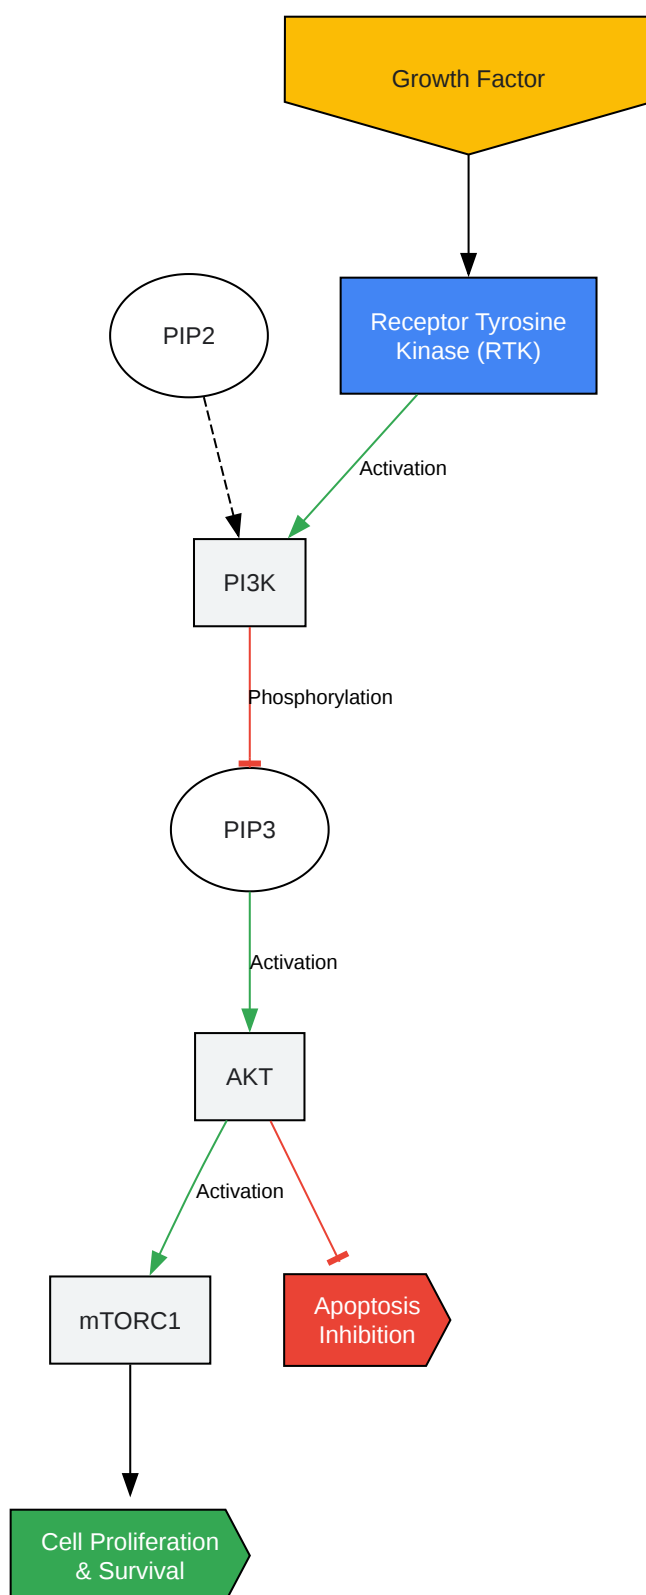 Growth Factor
PIP2
Receptor Tyrosine
Kinase (RTK)
Activation
PI3K
Phosphorylation
PIP3
Activation
AKT
Activation
mTORC1
Apoptosis
Inhibition
Cell Proliferation
& Survival